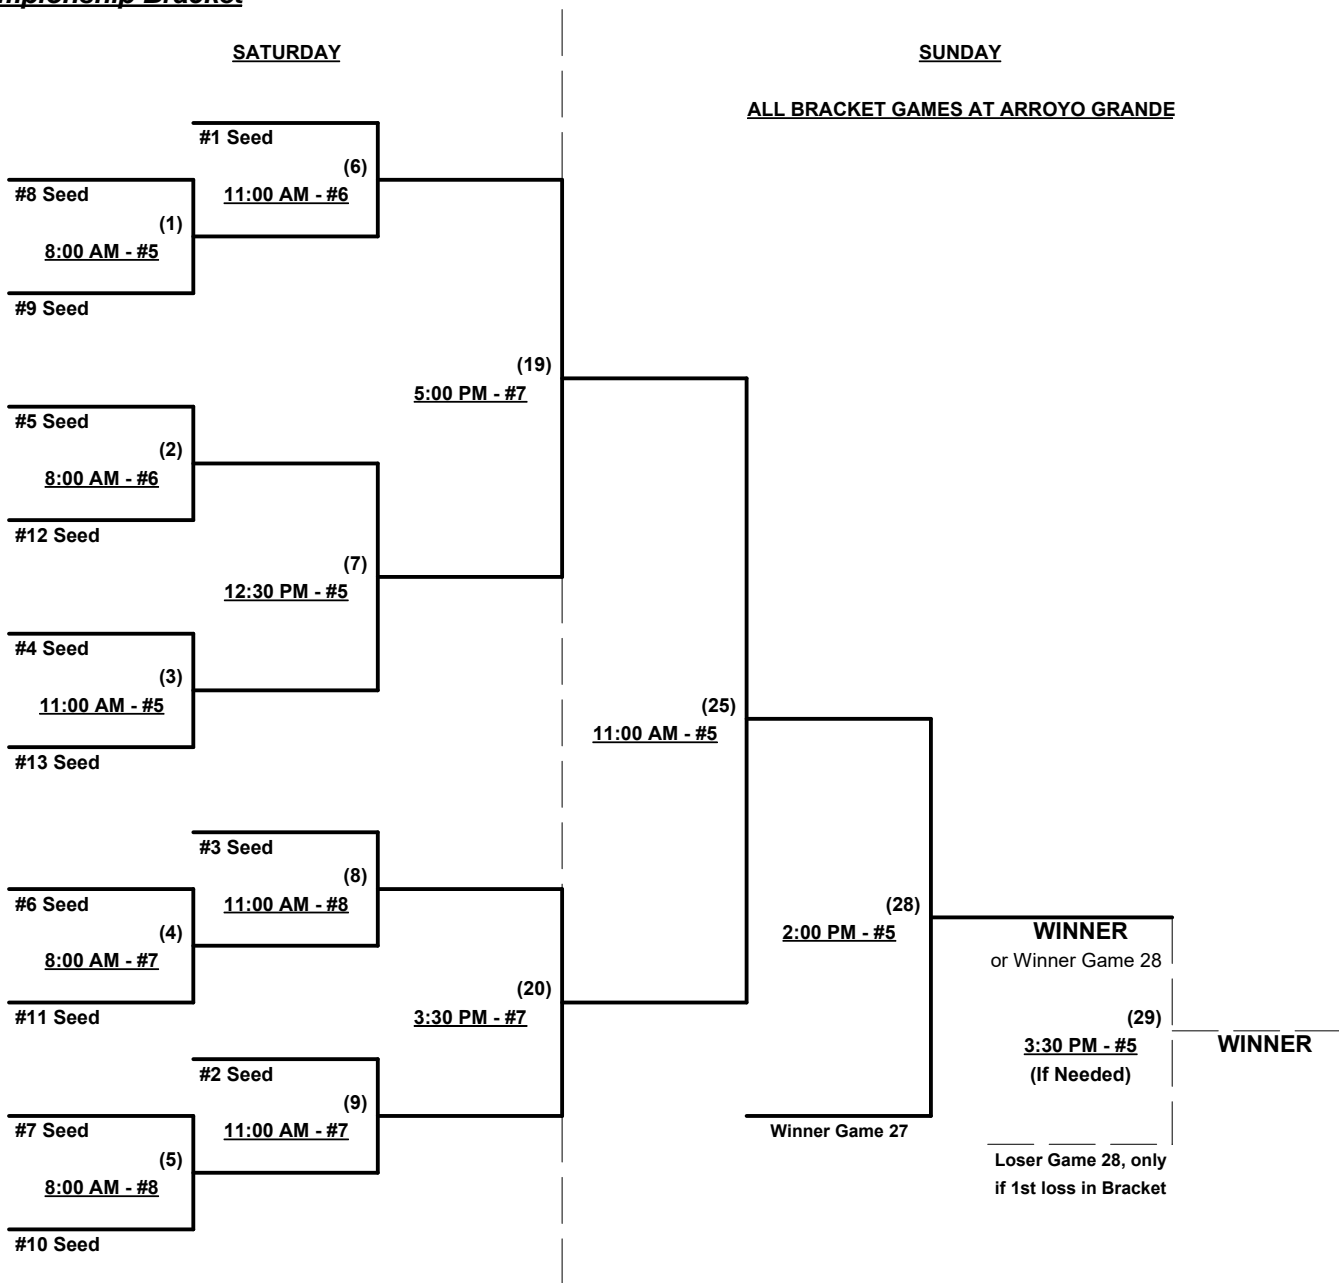 SATURDAY
SUNDAY
ALL BRACKET GAMES AT ARROYO GRANDE
#1 Seed
(6)
11:00 AM - #6
#8 Seed
(1)
8:00 AM - #5
#9 Seed
(19)
5:00 PM - #7
#5 Seed
(2)
8:00 AM - #6
#12 Seed
(7)
12:30 PM - #5
#4 Seed
(3)
11:00 AM - #5
#13 Seed
(25)
11:00 AM - #5
#3 Seed
(8)
11:00 AM - #8
#6 Seed
(4)
8:00 AM - #7
#11 Seed
(28)
2:00 PM - #5
WINNER
or Winner Game 28
(20)
3:30 PM - #7
(29)
3:30 PM - #5
(If Needed)
WINNER
#2 Seed
(9)
11:00 AM - #7
#7 Seed
(5)
8:00 AM - #8
#10 Seed
Winner Game 27
Loser Game 28, only
if 1st loss in Bracket